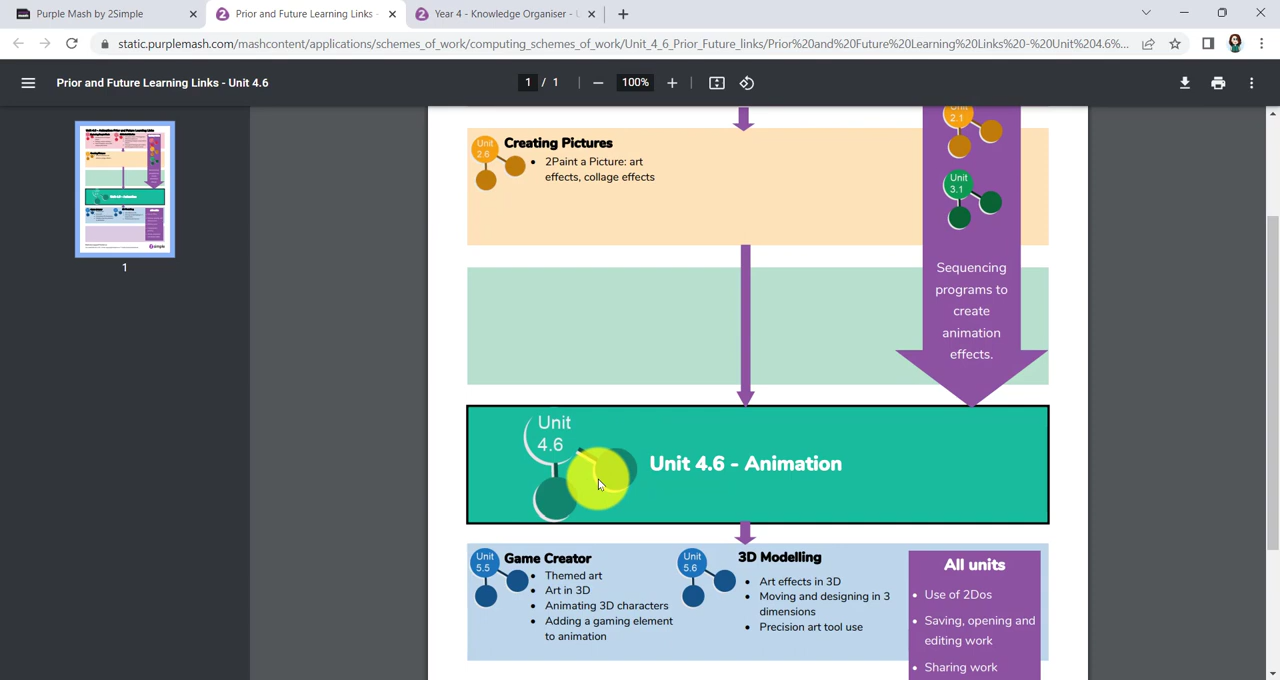 Purple Mash by 2Simple
Prior and Future Learning Links -
Year 4 - Knowledge Organiser - U
static.purplemash.com/mashcontent/applications/schemes_of_work/computing_schemes_of_work/Unit_4_6_Prior_Future_links/Prior%20and%20Future%20Learning%20Links%20-%20Unit%204.6%...
Prior and Future Learning Links - Unit 4.6
1 / 1
100%
1
Unit
2.1
Unit
2.6
Creating Pictures
• 2Paint a Picture: art
effects, collage effects
Unit
3.1
Sequencing
programs to
create
animation
effects.
Unit
4.6
Unit 4.6 - Animation
Unit
5.5
Game Creator
• Themed art
• Art in 3D
• Animating 3D characters
• Adding a gaming element
to animation
Unit
5.6
3D Modelling
• Art effects in 3D
• Moving and designing in 3
dimensions
• Precision art tool use
All units
• Use of 2Dos
• Saving, opening and
editing work
• Sharing work